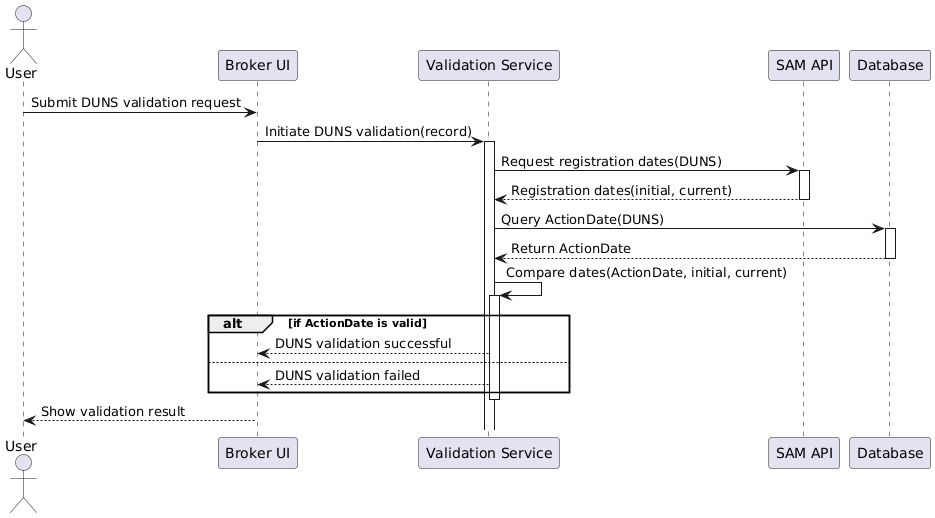 User
Broker UI
Validation Service
SAM API
Database
Submit DUNS validation request
Initiate DUNS validation(record)
Request registration dates(DUNS)
Registration dates(initial, current)
Query ActionDate(DUNS)
Return ActionDate
Compare dates(ActionDate, initial, current)
alt
[if ActionDate is valid]
DUNS validation successful
DUNS validation failed
Show validation result
User
Broker UI
Validation Service
SAM API
Database